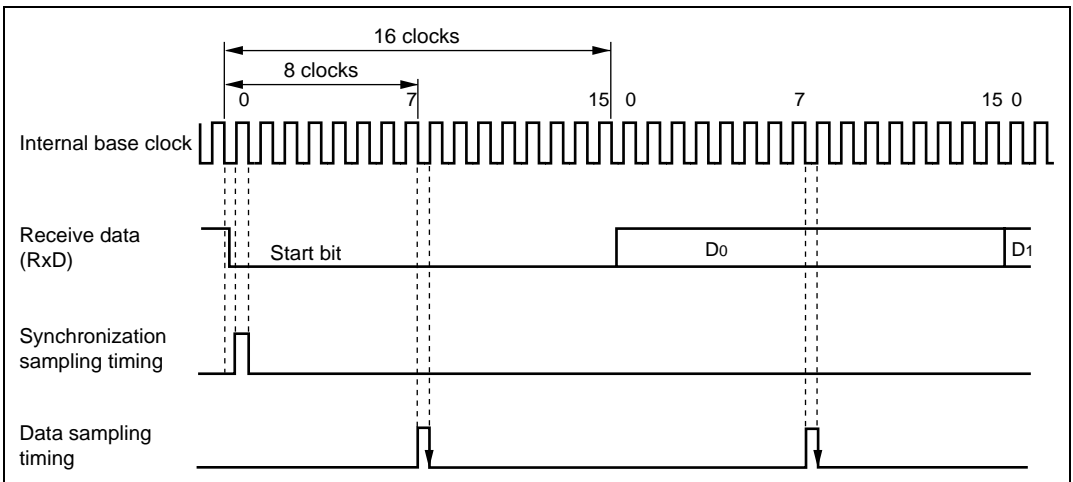 16 clocks
8 clocks
0 7 15 0 7 15 0
Internal base clock
Receive data
(RxD)
Start bit
D0
D1
Synchronization
sampling timing
Data sampling
timing